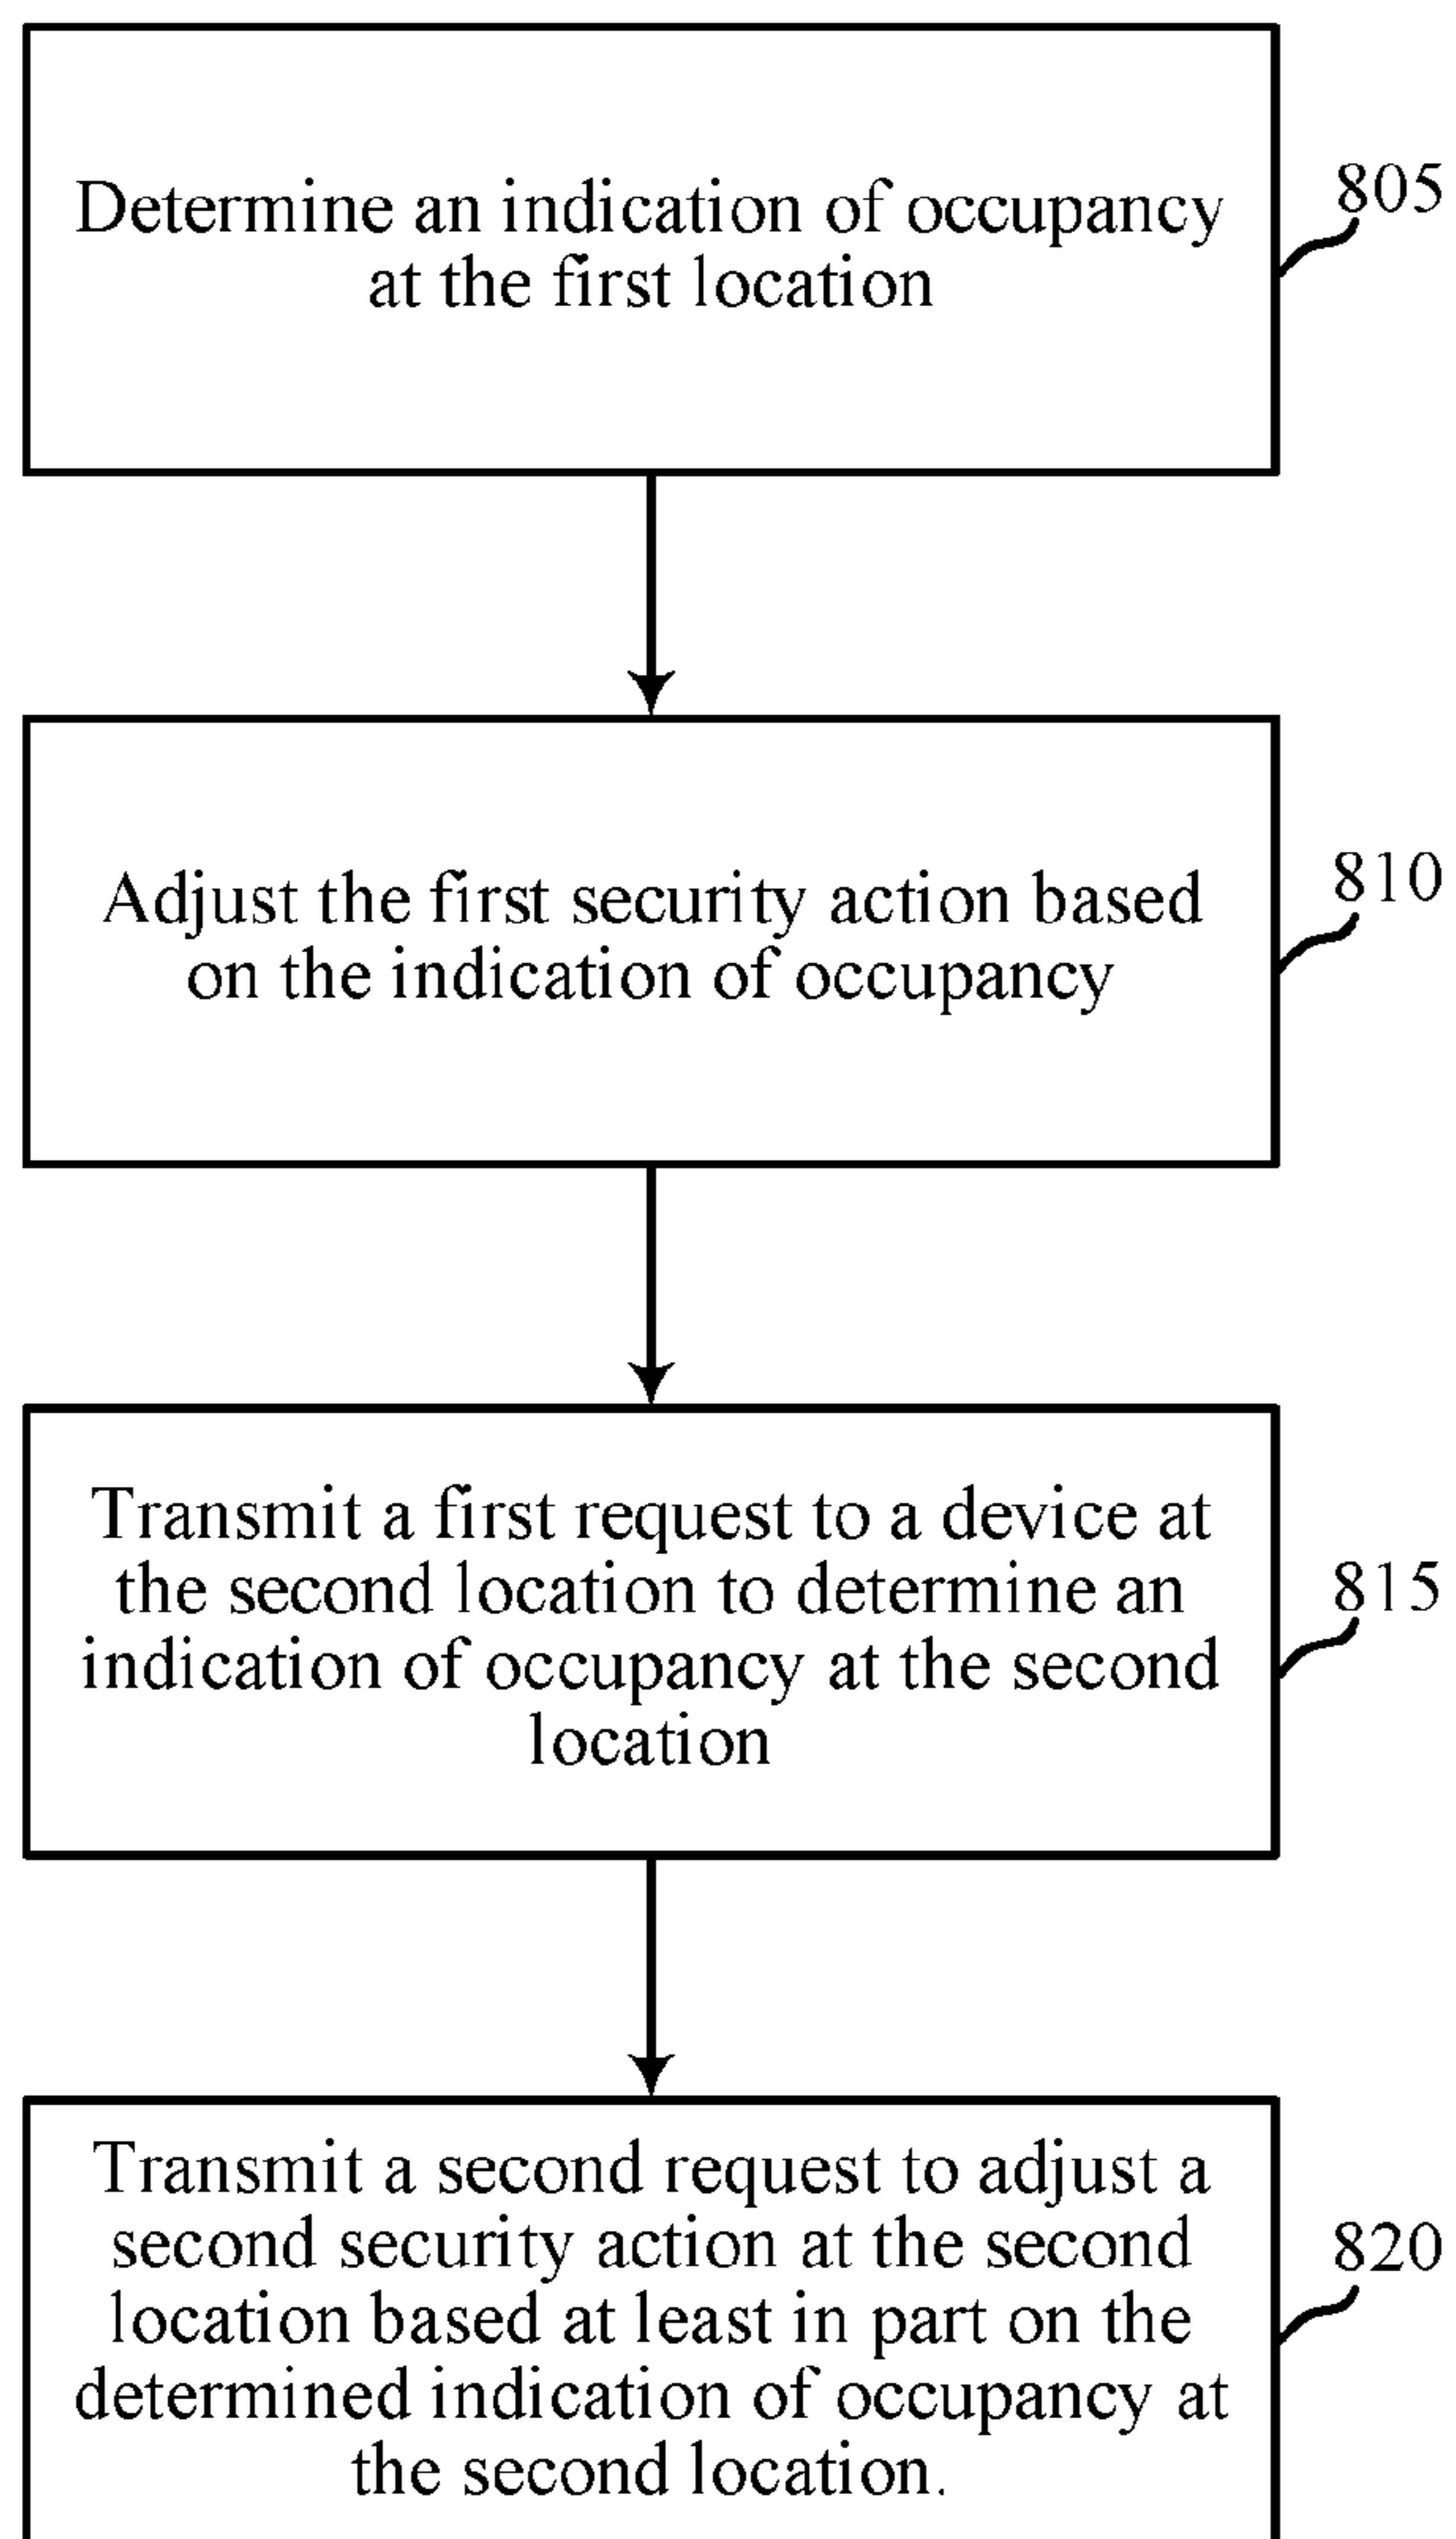 Determine an indication of occupancy
at the first location
805
Adjust the first security action based
on the indication of occupancy
810
Transmit a first request to a device at
the second location to determine an
indication of occupancy at the second
location
815
Transmit a second request to adjust a
second security action at the second
location based at least in part on the
determined indication of occupancy at
the second location.
820